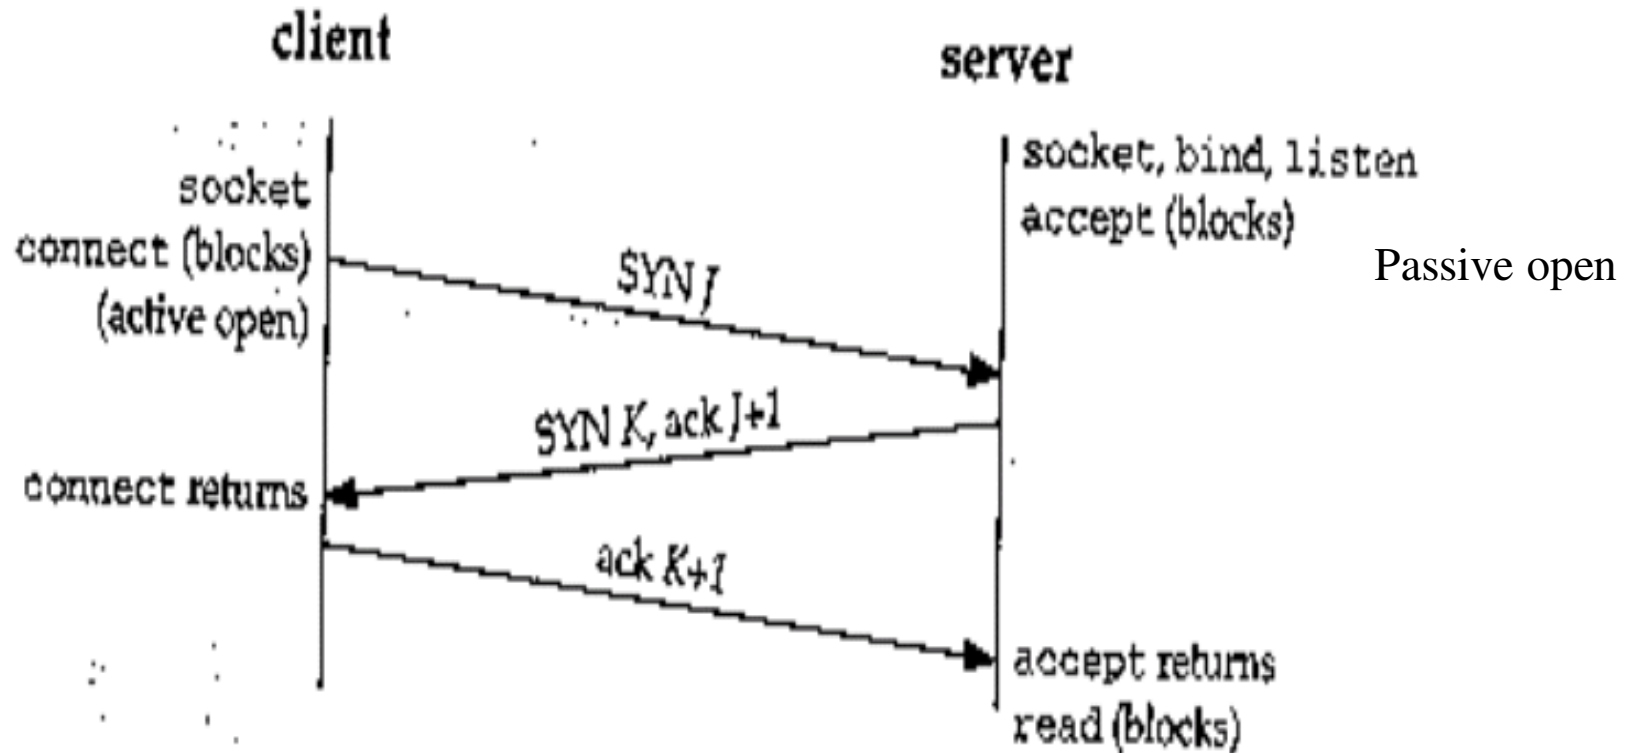 client
server
socket
connect (blocks)
(active open)
socket, bind, listen
accept (blocks)
Passive open
SYN J
SYN K, ack J+1
connect returns
ack K+1
accept returns
read (blocks)